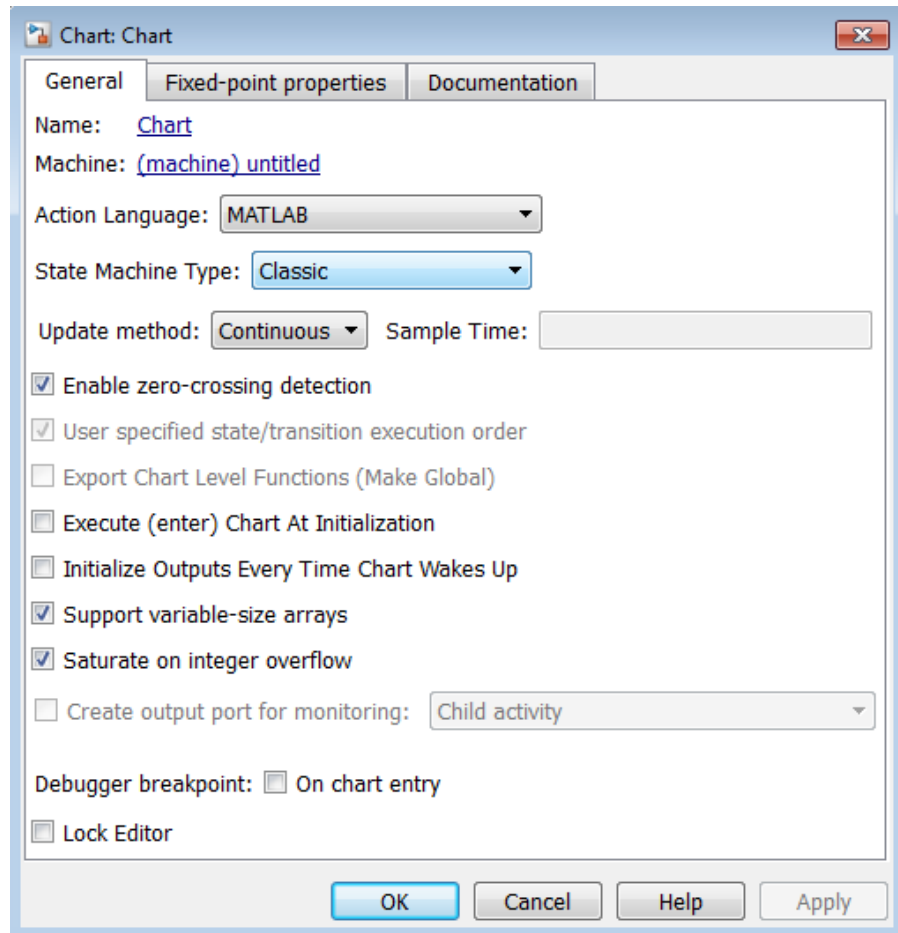 Chart: Chart
General Fixed-point properties Documentation
Name: Chart
Machine: (machine) untitled
Action Language: MATLAB
State Machine Type: Classic
Update method: Continuous Sample Time:
Enable zero-crossing detection
User specified state/transition execution order
Export Chart Level Functions (Make Global)
Execute (enter) Chart At Initialization
Initialize Outputs Every Time Chart Wakes Up
Support variable-size arrays
Saturate on integer overflow
Create output port for monitoring: Child activity
Debugger breakpoint: On chart entry
Lock Editor
OK Cancel Help Apply